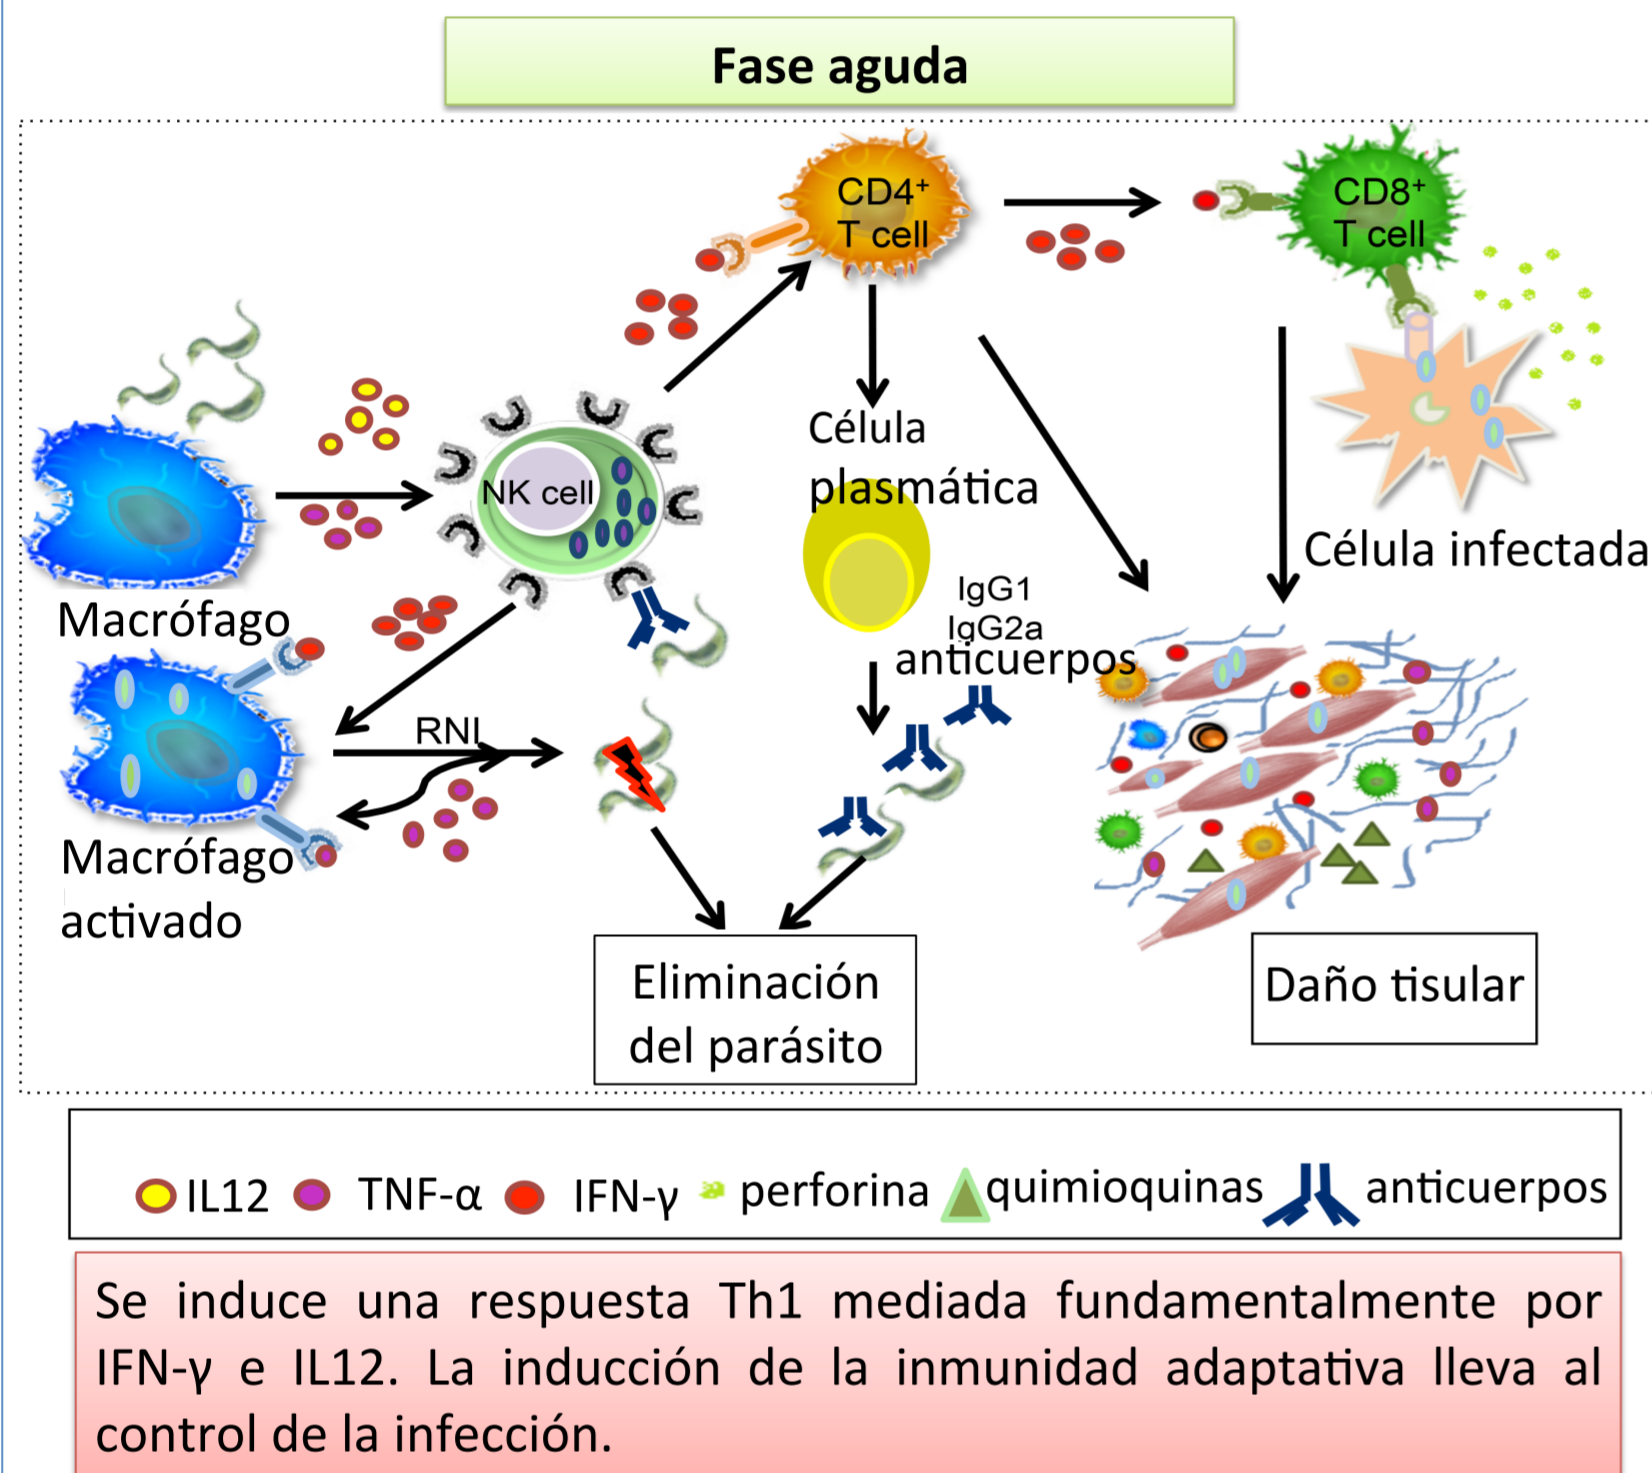 Fase aguda
CD4⁺
T cell
CD8⁺
T cell
NK cell
Célula
plasmática
Célula infectada
IgG1
IgG2a
anticuerpos
Macrófago
RNI
Macrófago
activado
Eliminación
del parásito
Daño tisular
IL12 TNF-α IFN-γ perforina quimioquinas anticuerpos
Se induce una respuesta Th1 mediada fundamentalmente por
IFN-γ e IL12. La inducción de la inmunidad adaptativa lleva al
control de la infección.